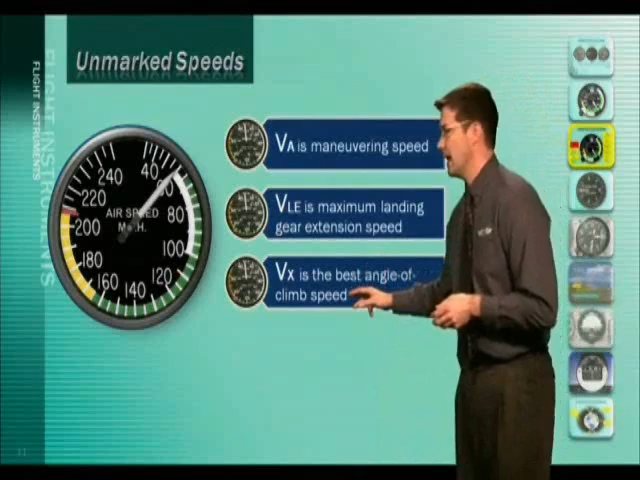 Unmarked Speeds
FLIGHT INSTRUMENTS
FLIGHT INSTRUMENTS
VA is maneuvering speed
VLE is maximum landing
gear extension speed
Vx is the best angle-of-
climb speed
AIR SPEED
M.P.H.
40
80
100
120
140
160
180
200
220
240
11